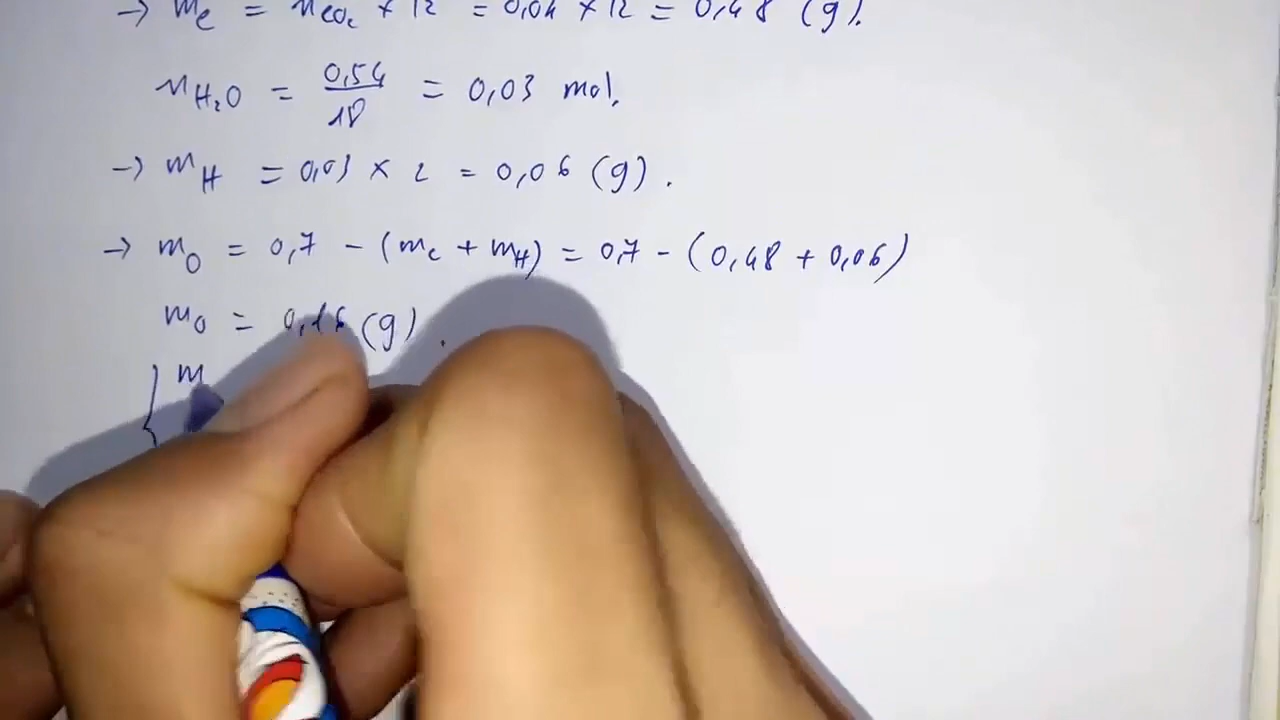 → mC = nCO2 × 12 = 0,04 × 12 = 0,48 (g).
nH2O = 0,54/18 = 0,03 mol.
→ mH = 0,03 × 2 = 0,06 (g).
→ mO = 0,7 - (mC + mH) = 0,7 - (0,48 + 0,06)
mO = 0,16 (g).
{ m